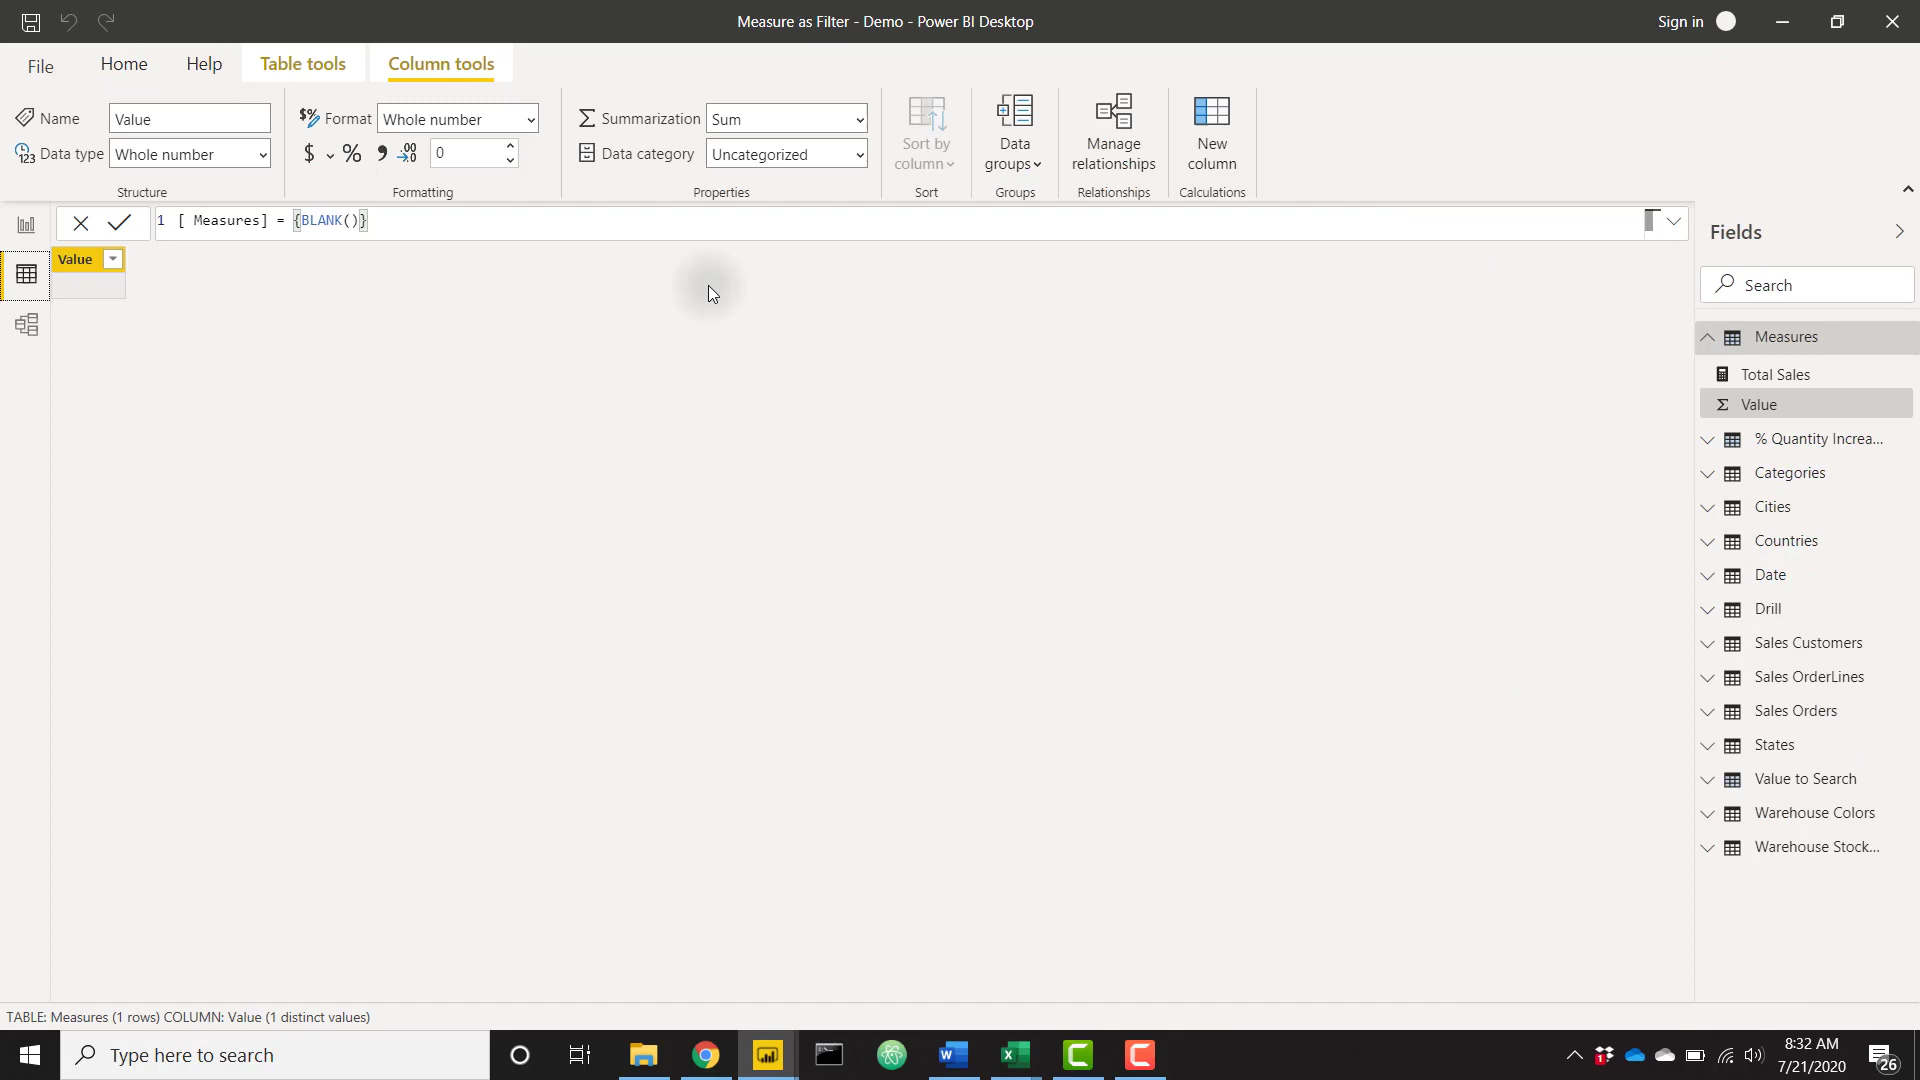 Measure as Filter - Demo - Power BI Desktop
Sign in
File
Home
Help
Table tools
Column tools
Name
Value
Data type
Whole number
Structure
Format
Whole number
$
%
0
Formatting
Summarization
Sum
Data category
Uncategorized
Properties
Sort by
column
Sort
Data
groups
Groups
Manage
relationships
Relationships
New
column
Calculations
1 [ Measures] = {BLANK()}
Value
Fields
Search
Measures
Total Sales
Value
% Quantity Increa...
Categories
Cities
Countries
Date
Drill
Sales Customers
Sales OrderLines
Sales Orders
States
Value to Search
Warehouse Colors
Warehouse Stock...
TABLE: Measures (1 rows) COLUMN: Value (1 distinct values)
Type here to search
8:32 AM
7/21/2020
26